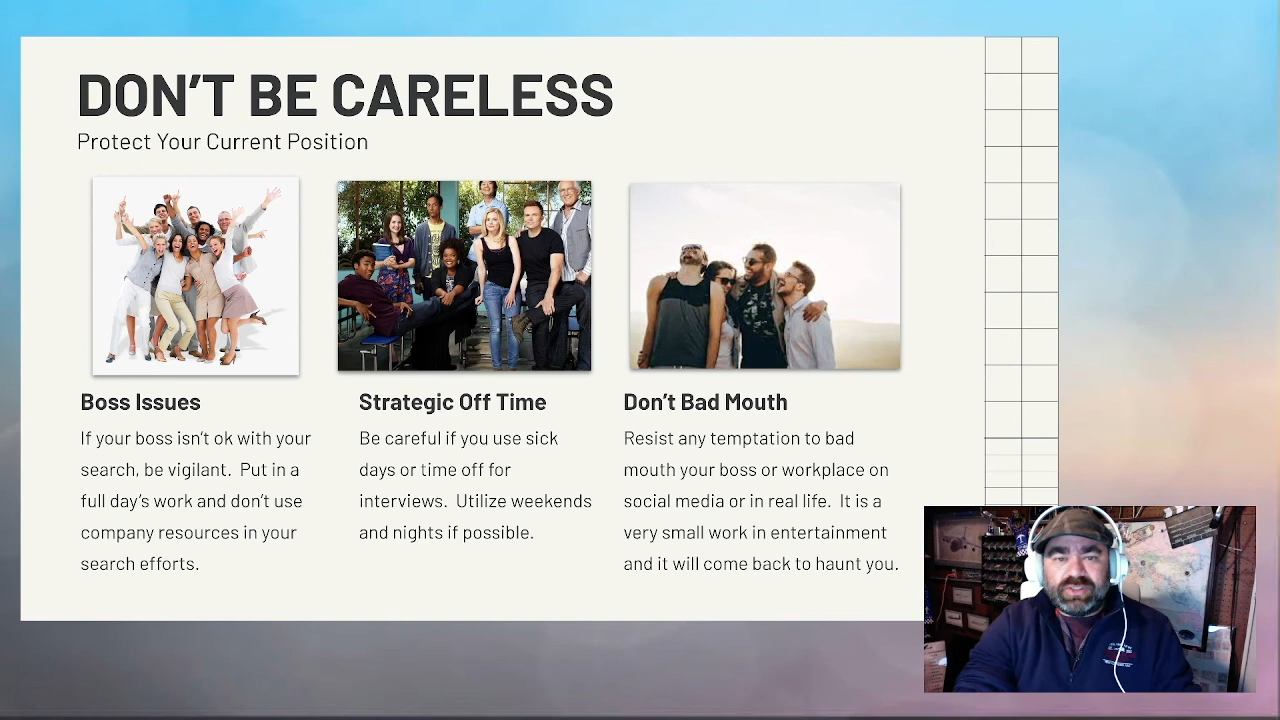 DON'T BE CARELESS
Protect Your Current Position
Boss Issues
If your boss isn't ok with your
search, be vigilant. Put in a
full day's work and don't use
company resources in your
search efforts.
Strategic Off Time
Be careful if you use sick
days or time off for
interviews. Utilize weekends
and nights if possible.
Don't Bad Mouth
Resist any temptation to bad
mouth your boss or workplace on
social media or in real life. It is a
very small work in entertainment
and it will come back to haunt you.